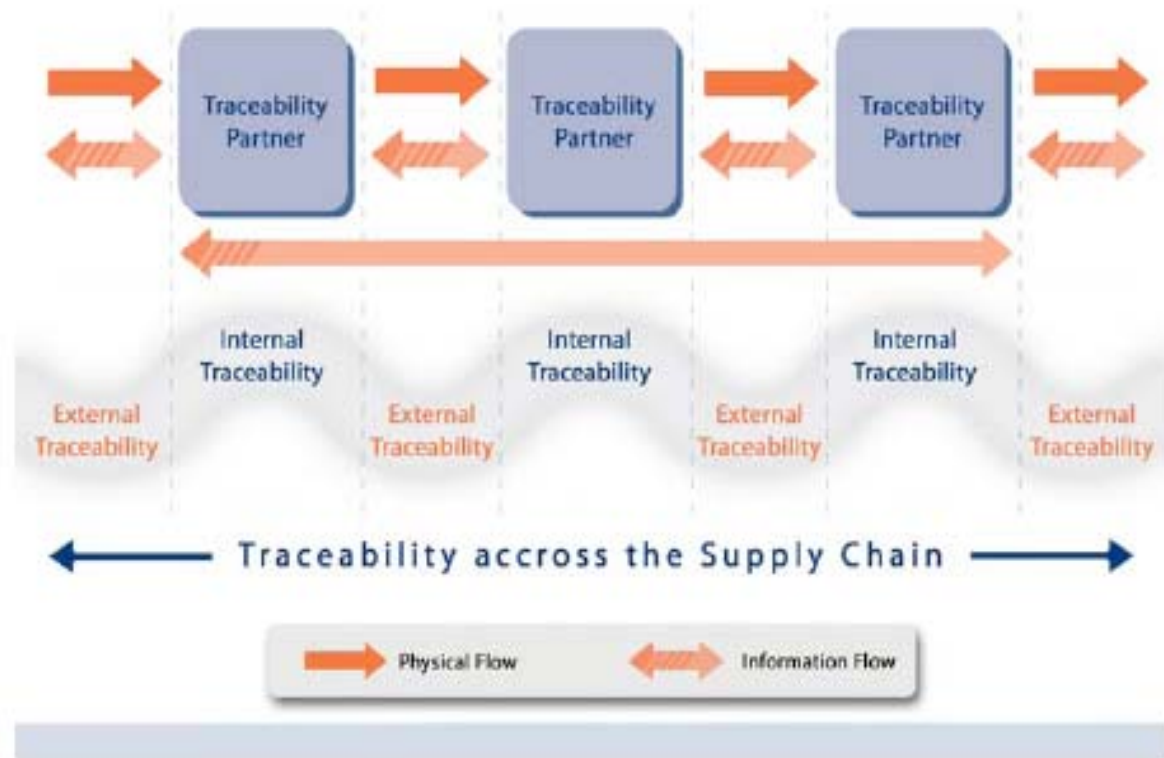 Traceability
Partner
Traceability
Partner
Traceability
Partner
Internal
Traceability
Internal
Traceability
Internal
Traceability
External
Traceability
External
Traceability
External
Traceability
External
Traceability
Traceability accross the Supply Chain
Physical Flow
Information Flow